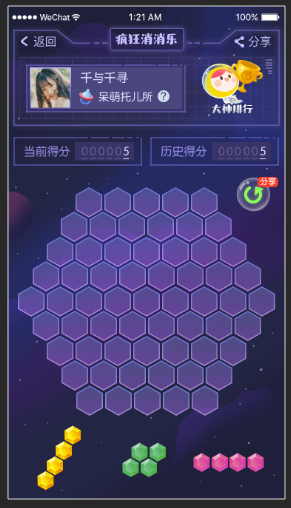 ●●●●● WeChat 1:21 AM 100%
< 返回 疯狂消消乐 分享
千与千寻
呆萌托儿所 ?
大神排行
当前得分 000005 历史得分 000005
分享